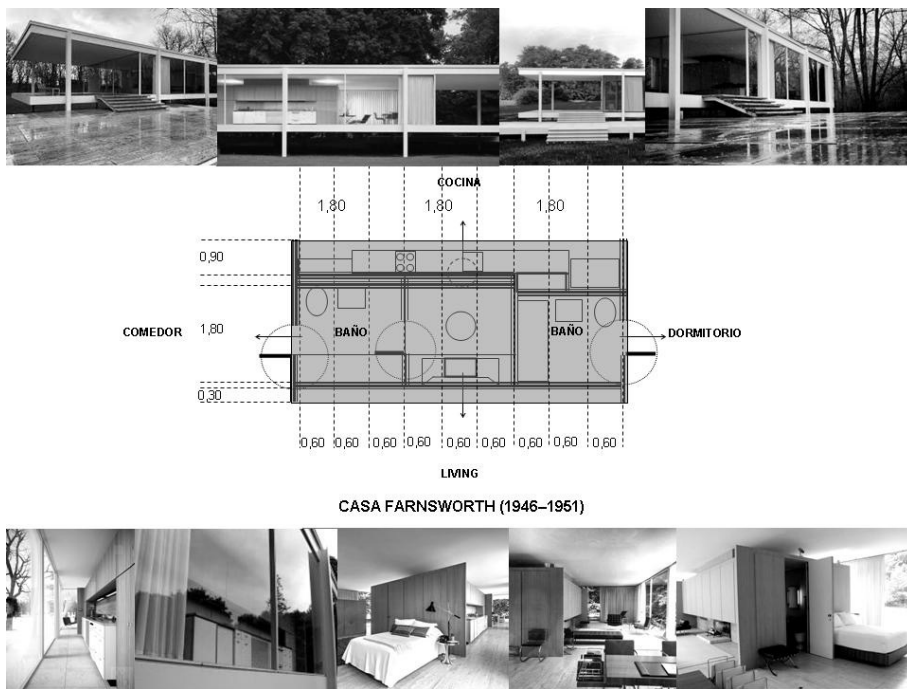 COCINA
1,80 1,80 1,80
0,90
COMEDOR 1,80 BAÑO BAÑO DORMITORIO
0,30
0,60 0,60 0,60 0,60 0,60 0,60 0,60 0,60 0,60
LIVING
CASA FARNSWORTH (1946–1951)